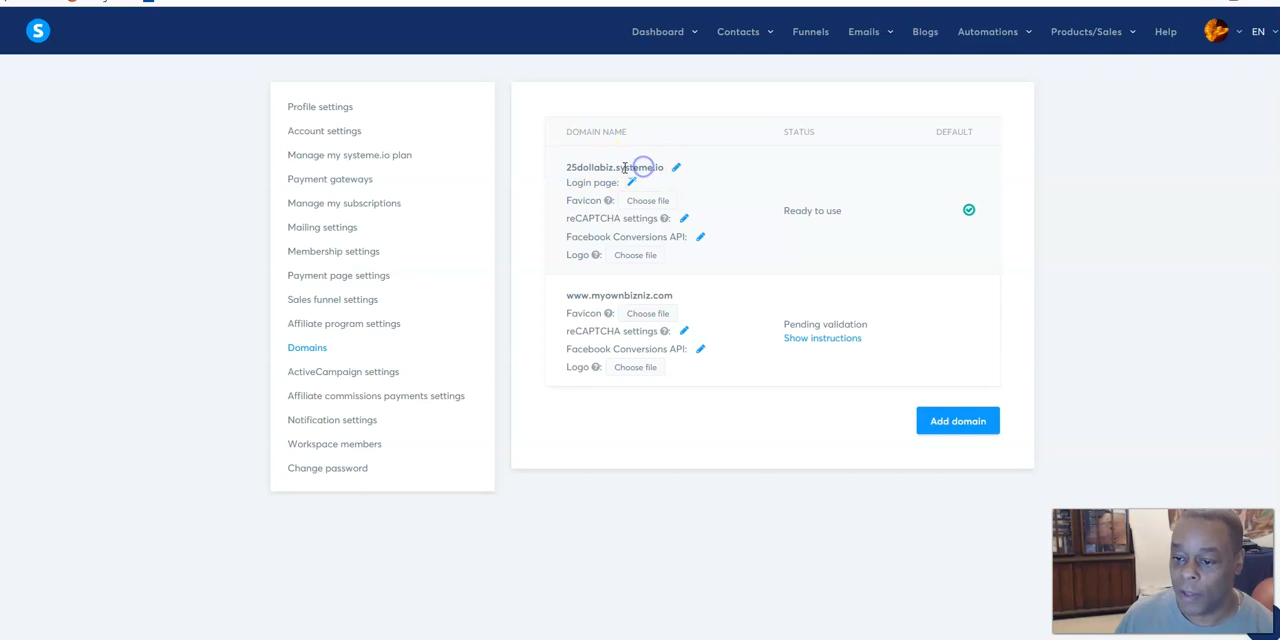 S
Dashboard Contacts Funnels Emails Blogs Automations Products/Sales Help EN
Profile settings
Account settings
Manage my systeme.io plan
Payment gateways
Manage my subscriptions
Mailing settings
Membership settings
Payment page settings
Sales funnel settings
Affiliate program settings
Domains
ActiveCampaign settings
Affiliate commissions payments settings
Notification settings
Workspace members
Change password
DOMAIN NAME STATUS DEFAULT
25dollabiz.systeme.io
Login page:
Favicon ?: Choose file
reCAPTCHA settings ?:
Facebook Conversions API:
Logo ?: Choose file
Ready to use
www.myownbizniz.com
Favicon ?: Choose file
reCAPTCHA settings ?:
Facebook Conversions API:
Logo ?: Choose file
Pending validation
Show instructions
Add domain